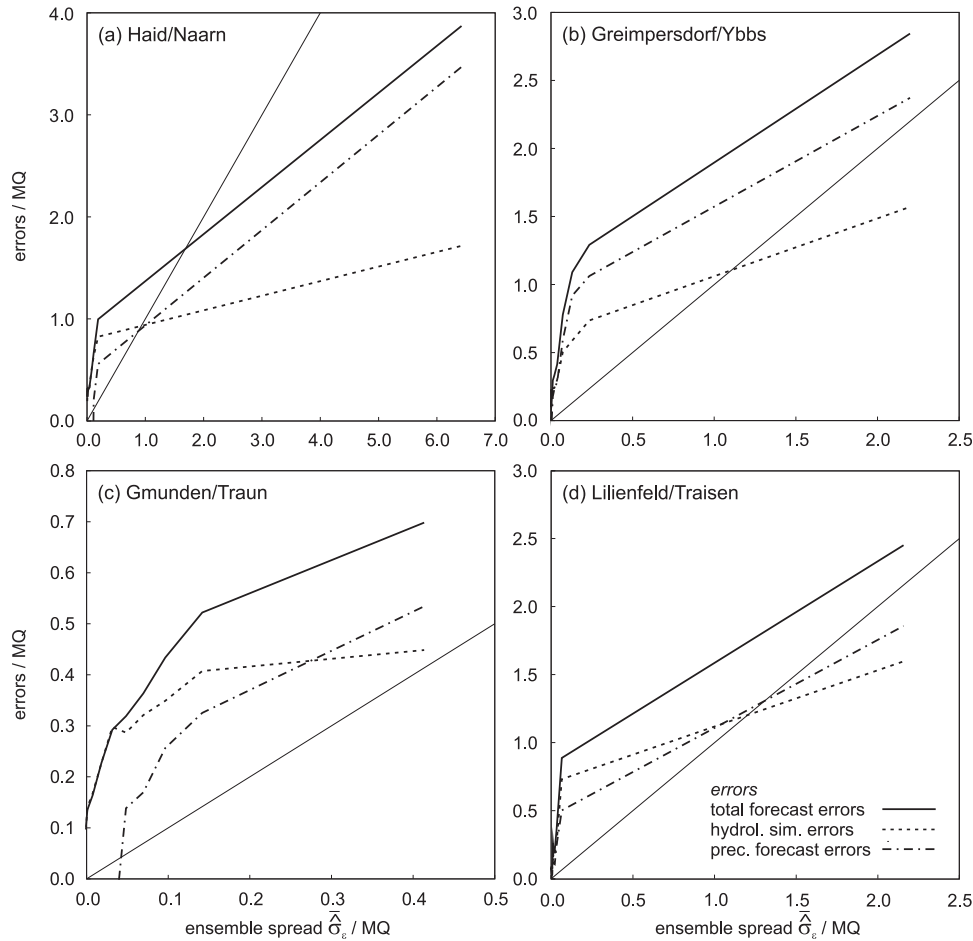 (a) Haid/Naarn
4.0
3.0
2.0
1.0
0.0
errors / MQ
0.0 1.0 2.0 3.0 4.0 5.0 6.0 7.0
(b) Greimpersdorf/Ybbs
3.0
2.5
2.0
1.5
1.0
0.5
0.0
0.0 0.5 1.0 1.5 2.0 2.5
(c) Gmunden/Traun
0.8
0.7
0.6
0.5
0.4
0.3
0.2
0.1
0.0
errors / MQ
0.0 0.1 0.2 0.3 0.4 0.5
ensemble spread σ̂̄ε / MQ
(d) Lilienfeld/Traisen
3.0
2.5
2.0
1.5
1.0
0.5
0.0
errors
total forecast errors
hydrol. sim. errors
prec. forecast errors
0.0 0.5 1.0 1.5 2.0 2.5
ensemble spread σ̂̄ε / MQ